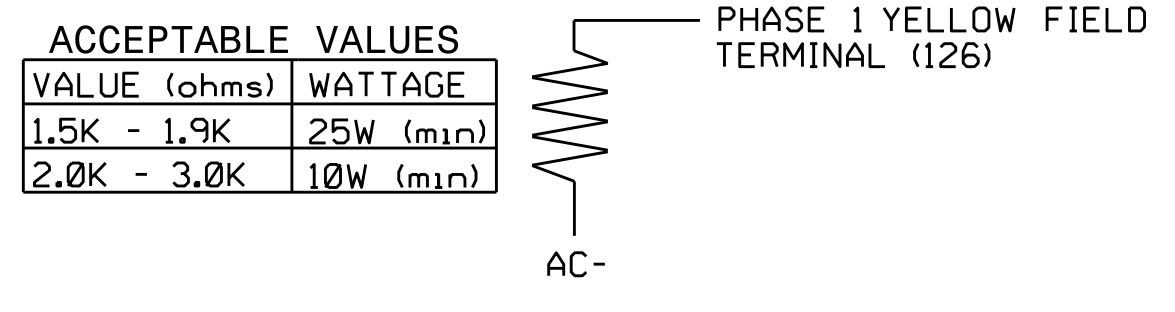 ACCEPTABLE VALUES
VALUE (ohms) WATTAGE
1.5K - 1.9K 25W (min)
2.0K - 3.0K 10W (min)
PHASE 1 YELLOW FIELD
TERMINAL (126)
AC-